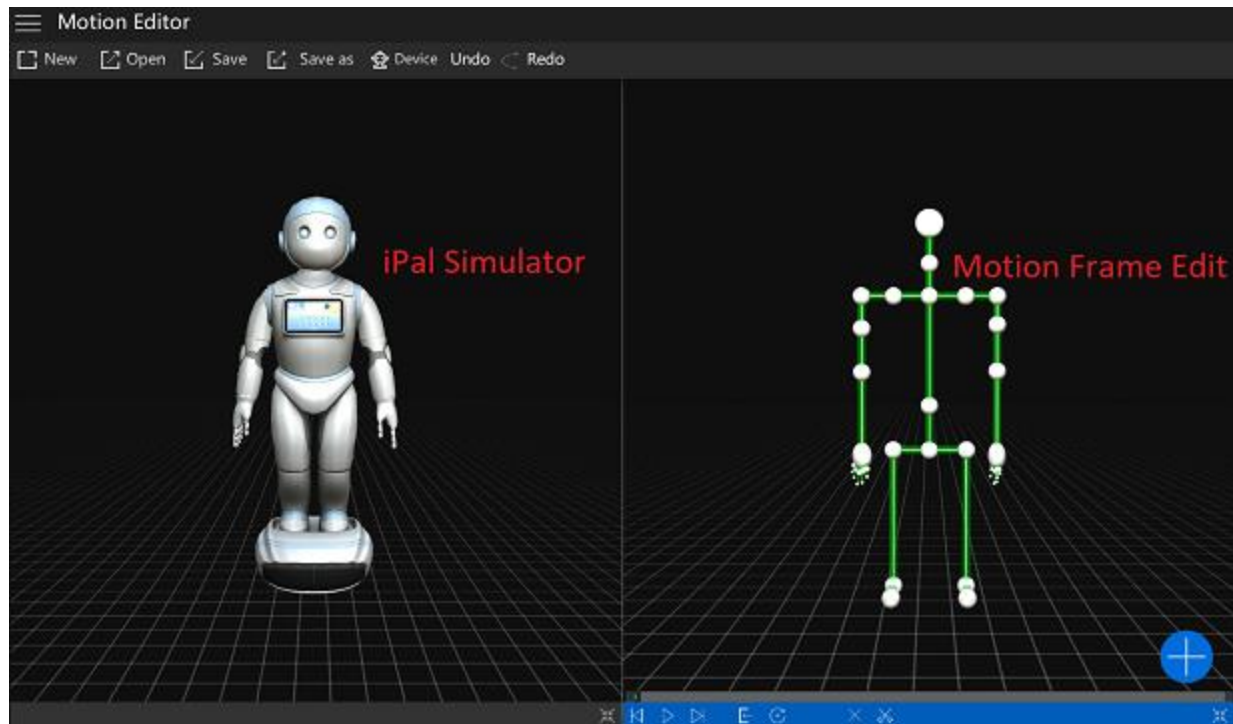 Motion Editor
New Open Save Save as Device Undo Redo
iPal Simulator
Motion Frame Edit